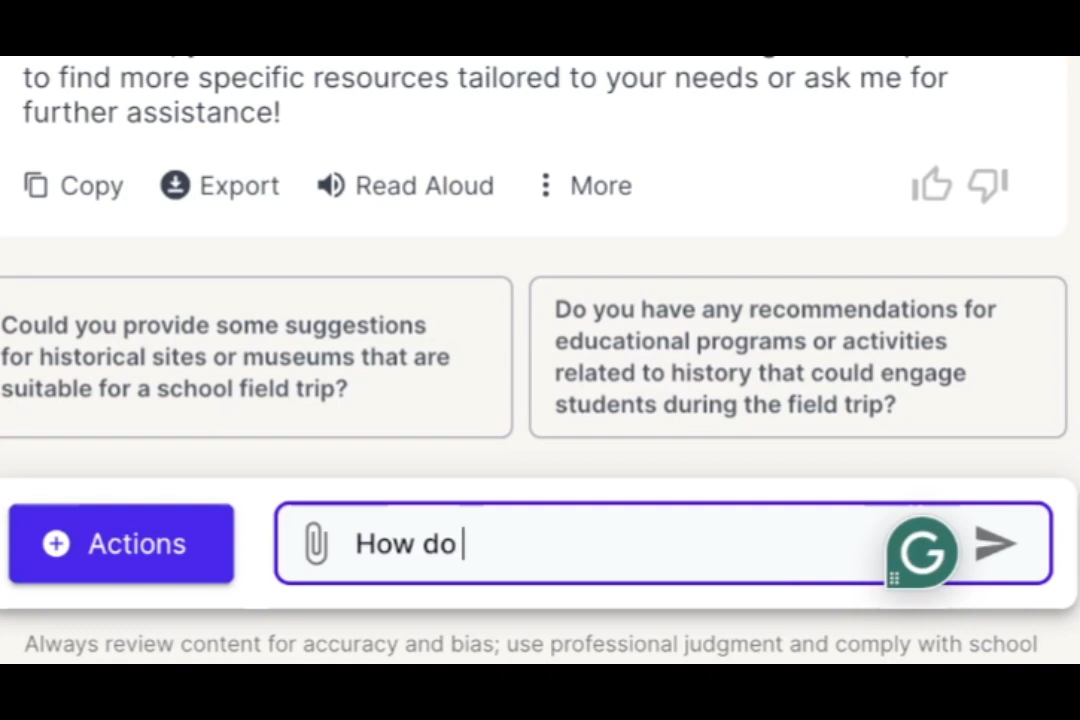 to find more specific resources tailored to your needs or ask me for
further assistance!
Copy Export Read Aloud More
Could you provide some suggestions
for historical sites or museums that are
suitable for a school field trip?
Do you have any recommendations for
educational programs or activities
related to history that could engage
students during the field trip?
Actions
How do
G
Always review content for accuracy and bias; use professional judgment and comply with school